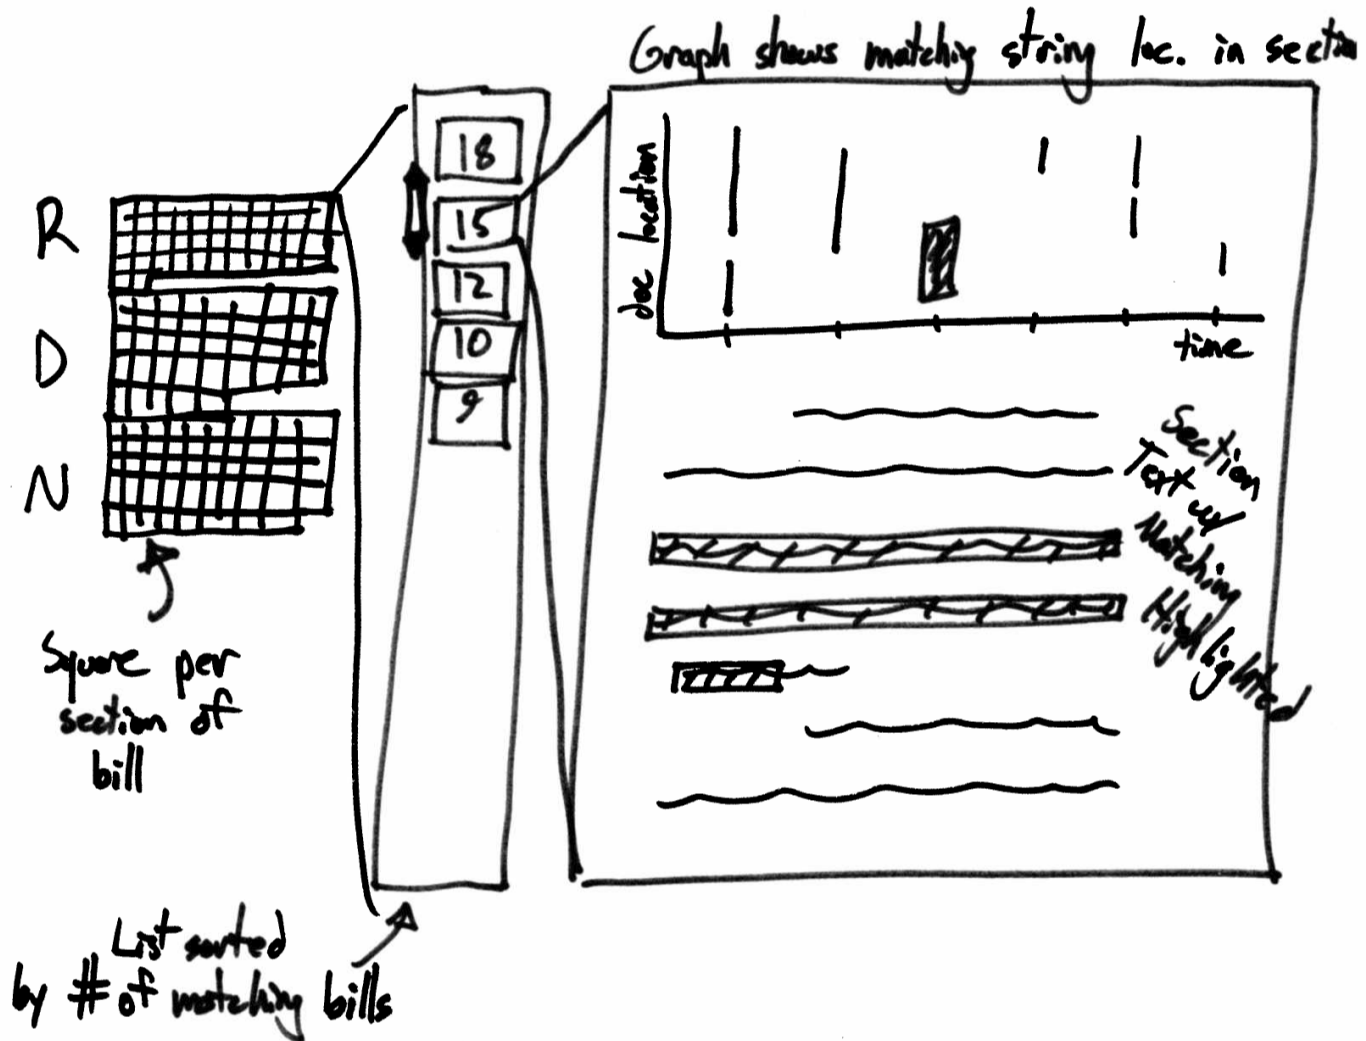 Graph shows matching string loc. in section
R
D
N
Square per
section of
bill
18
15
12
10
9
List sorted
by # of matching bills
doc location
time
Section
Text w/
Matching
Highlighted